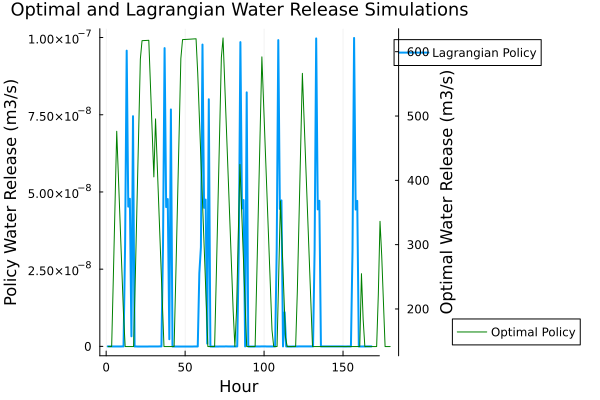 Optimal and Lagrangian Water Release Simulations
Policy Water Release (m3/s)
1.00×10⁻⁷
7.50×10⁻⁸
5.00×10⁻⁸
2.50×10⁻⁸
0
0
50
100
150
Hour
600
500
400
300
200
Optimal Water Release (m3/s)
Lagrangian Policy
Optimal Policy